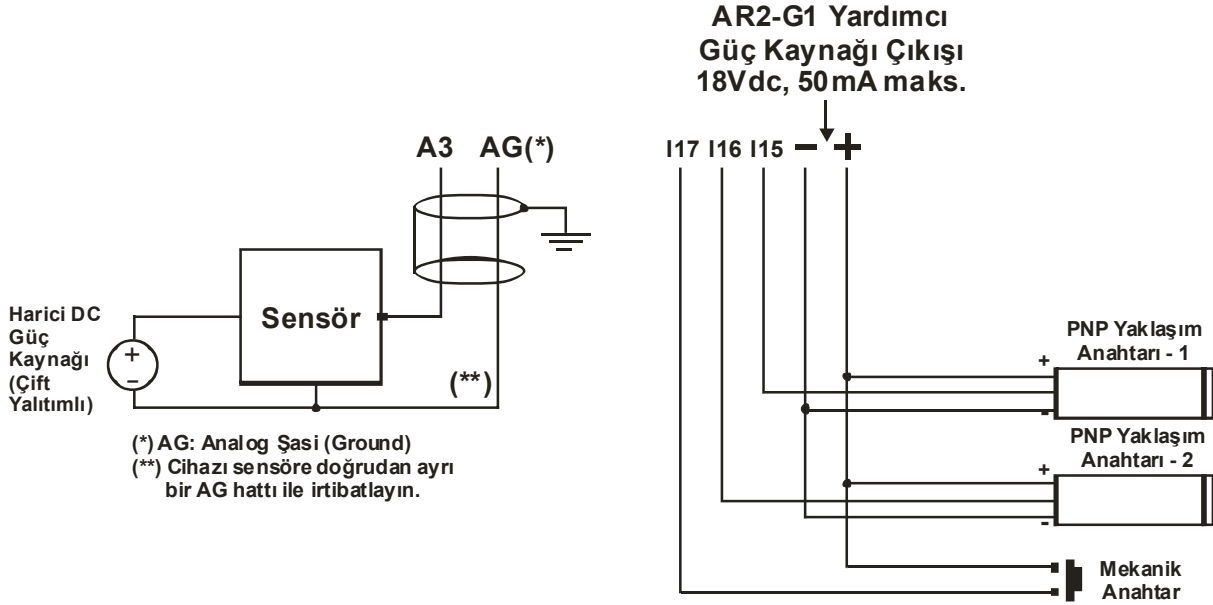 AR2-G1 Yardımcı
Güç Kaynağı Çıkışı
18Vdc, 50mA maks.
A3 AG(*)
I17 I16 I15 − +
Harici DC
Güç
Kaynağı
(Çift
Yalıtımlı)
+
−
Sensör
(**)
(*) AG: Analog Şasi (Ground)
(**) Cihazı sensöre doğrudan ayrı
bir AG hattı ile irtibatlayın.
PNP Yaklaşım
Anahtarı - 1
+
-
PNP Yaklaşım
Anahtarı - 2
+
-
Mekanik
Anahtar